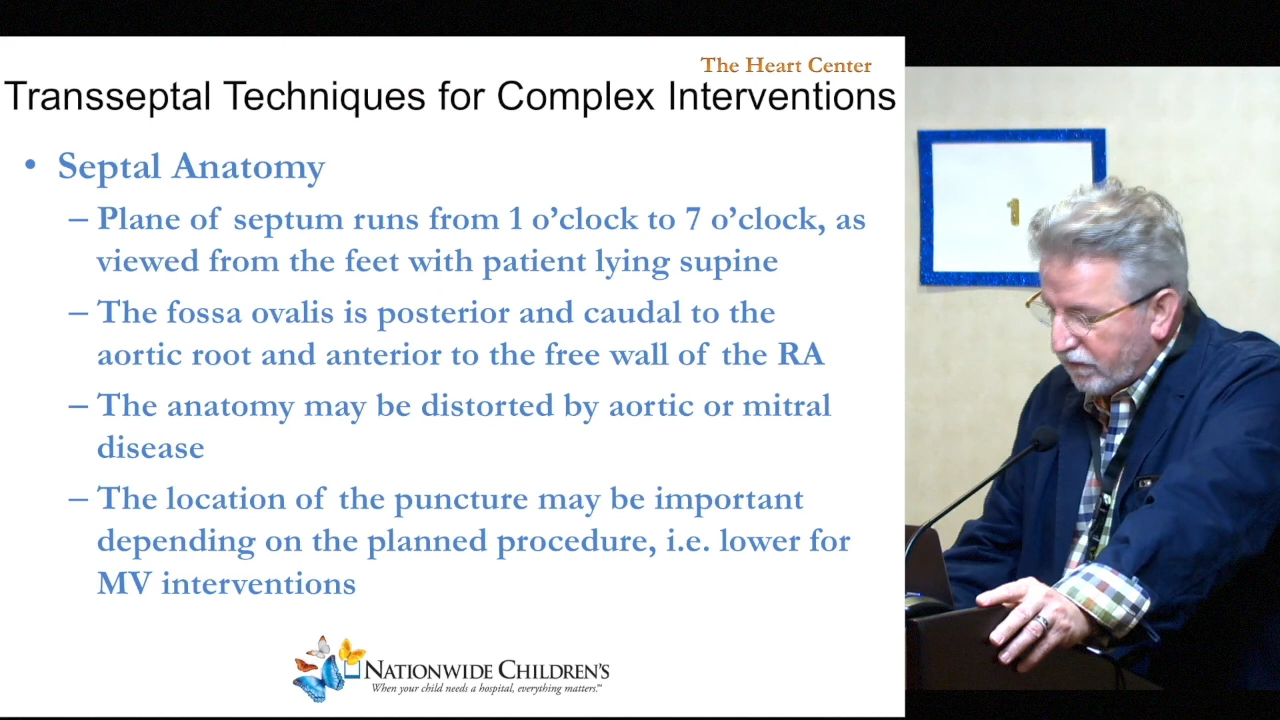 The Heart Center
Transseptal Techniques for Complex Interventions
• Septal Anatomy
– Plane of septum runs from 1 o’clock to 7 o’clock, as
viewed from the feet with patient lying supine
– The fossa ovalis is posterior and caudal to the
aortic root and anterior to the free wall of the RA
– The anatomy may be distorted by aortic or mitral
disease
– The location of the puncture may be important
depending on the planned procedure, i.e. lower for
MV interventions
1
NATIONWIDE CHILDREN'S
When your child needs a hospital, everything matters.℠